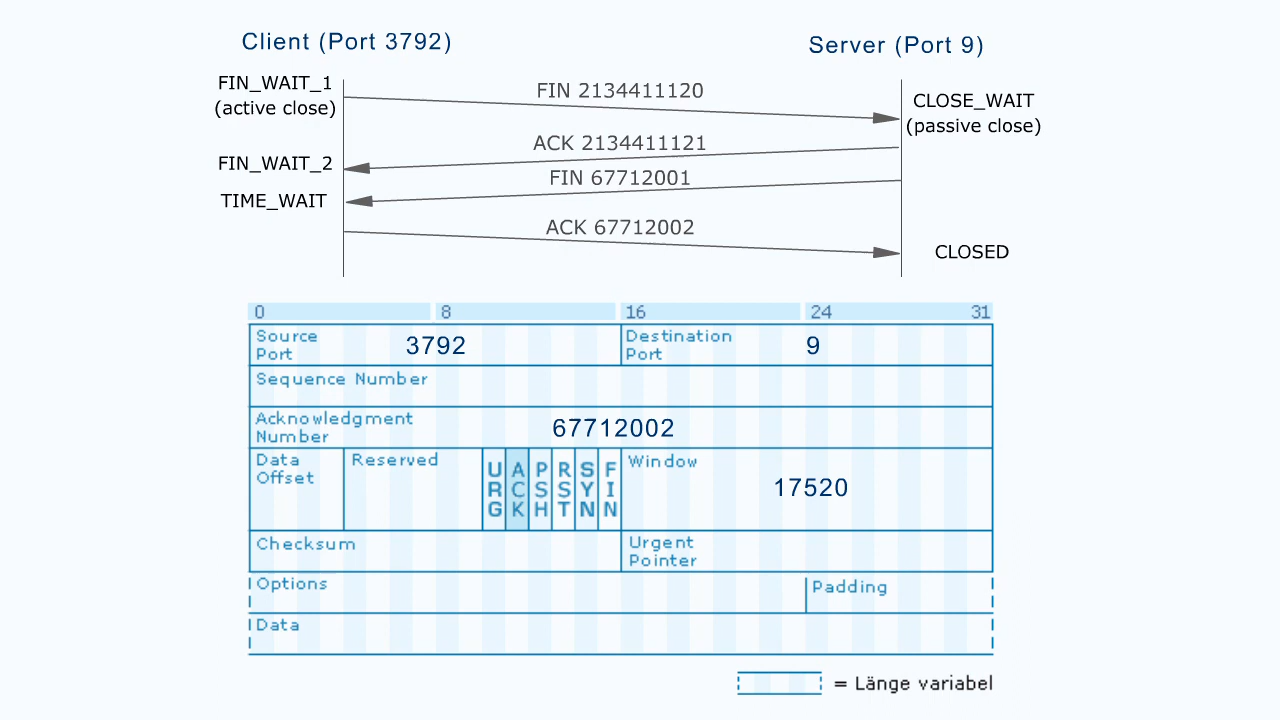 Client (Port 3792)
Server (Port 9)
FIN_WAIT_1
(active close)
FIN 2134411120
CLOSE_WAIT
(passive close)
ACK 2134411121
FIN_WAIT_2
FIN 67712001
TIME_WAIT
ACK 67712002
CLOSED
0 8 16 24 31
Source
Port
3792
Destination
Port
9
Sequence Number
Acknowledgment
Number
67712002
Data
Offset
Reserved
URG
ACK
PSH
RST
SYN
FIN
Window
17520
Checksum
Urgent
Pointer
Options
Padding
Data
= Länge variabel